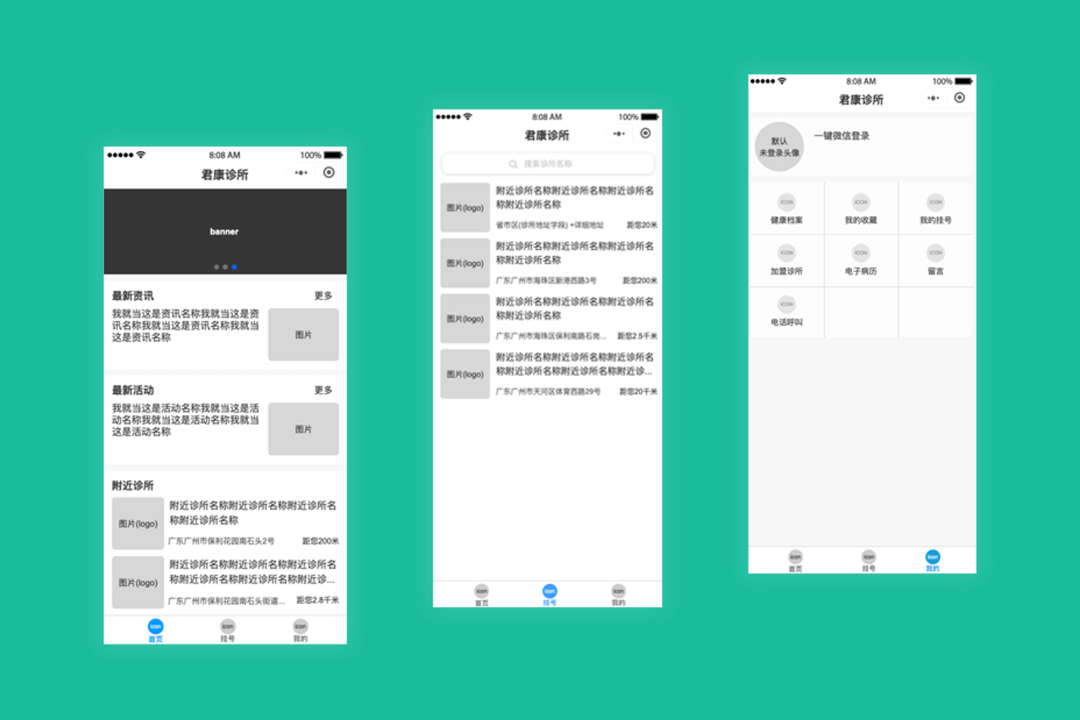 8:08 AM 100%
君康诊所
banner
最新资讯 更多
我就当这是资讯名称我就当这是资
讯名称我就当这是资讯名称我就当
这是资讯名称
图片
最新活动 更多
我就当这是活动名称我就当这是活
动名称我就当这是活动名称我就当
这是活动名称
图片
附近诊所
图片(logo)
附近诊所名称附近诊所名称附近诊所名
称附近诊所名称
广东广州市保利花园南石头2号 距您200米
图片(logo)
附近诊所名称附近诊所名称附近诊所名
称附近诊所名称附近诊所名称附近诊...
广东广州市保利花园南石头街道... 距您2.8千米
icon icon icon
首页 挂号 我的
8:08 AM 100%
君康诊所
搜索诊所名称
图片(logo)
附近诊所名称附近诊所名称附近诊所名
称附近诊所名称
省市区(诊所地址字段) +详细地址 距您20米
图片(logo)
附近诊所名称附近诊所名称附近诊所名
称附近诊所名称
广东广州市海珠区新港西路3号 距您200米
图片(logo)
附近诊所名称附近诊所名称附近诊所名
称附近诊所名称
广东广州市海珠区保利南路石岗... 距您2.5千米
图片(logo)
附近诊所名称附近诊所名称附近诊所名
称附近诊所名称附近诊所名称附近诊...
广东广州市天河区体育西路29号 距您20千米
icon icon icon
首页 挂号 我的
8:08 AM 100%
君康诊所
默认
未登录头像
一键微信登录
ICON ICON ICON
健康档案 我的收藏 我的挂号
ICON ICON ICON
加盟诊所 电子病历 留言
ICON
电话呼叫
icon icon icon
首页 挂号 我的